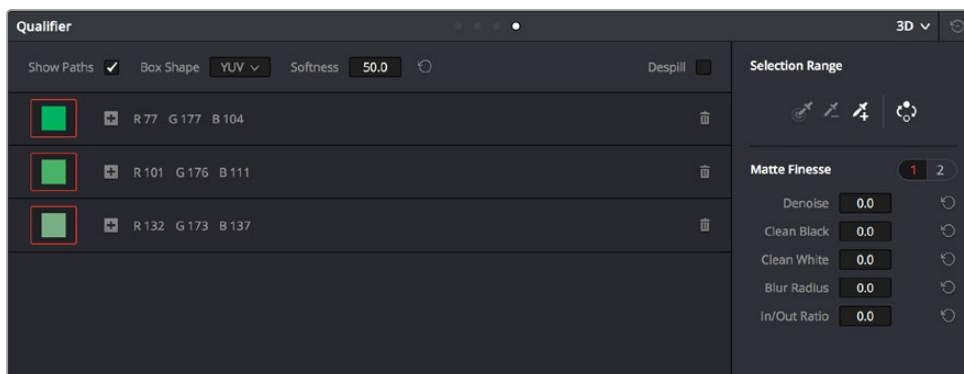 Qualifier
3D
Show Paths Box Shape YUV Softness 50.0 Despill
R 77 G 177 B 104
R 101 G 176 B 111
R 132 G 173 B 137
Selection Range
Matte Finesse 1 2
Denoise 0.0
Clean Black 0.0
Clean White 0.0
Blur Radius 0.0
In/Out Ratio 0.0